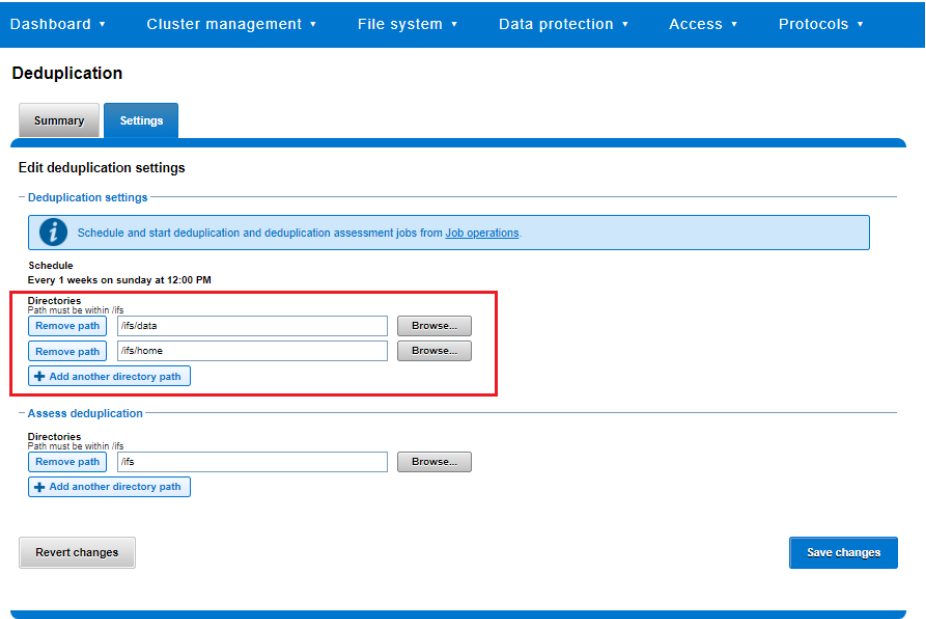 Dashboard Cluster management File system Data protection Access Protocols
Deduplication
Summary Settings
Edit deduplication settings
Deduplication settings
i Schedule and start deduplication and deduplication assessment jobs from Job operations.
Schedule
Every 1 weeks on sunday at 12:00 PM
Directories
Path must be within /ifs
Remove path /ifs/data Browse...
Remove path /ifs/home Browse...
+ Add another directory path
Assess deduplication
Directories
Path must be within /ifs
Remove path /ifs Browse...
+ Add another directory path
Revert changes Save changes